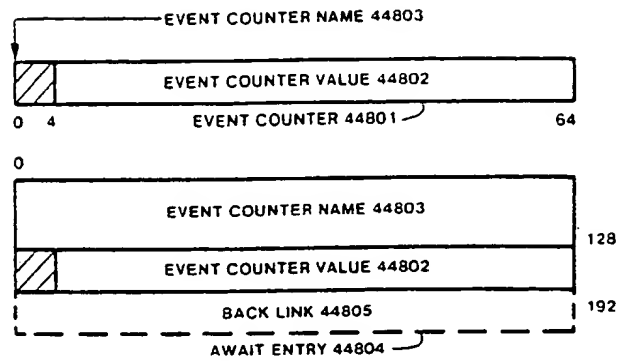 EVENT COUNTER NAME 44803
EVENT COUNTER VALUE 44802
0 4 EVENT COUNTER 44801 64
0
EVENT COUNTER NAME 44803
128
EVENT COUNTER VALUE 44802
BACK LINK 44805 192
AWAIT ENTRY 44804